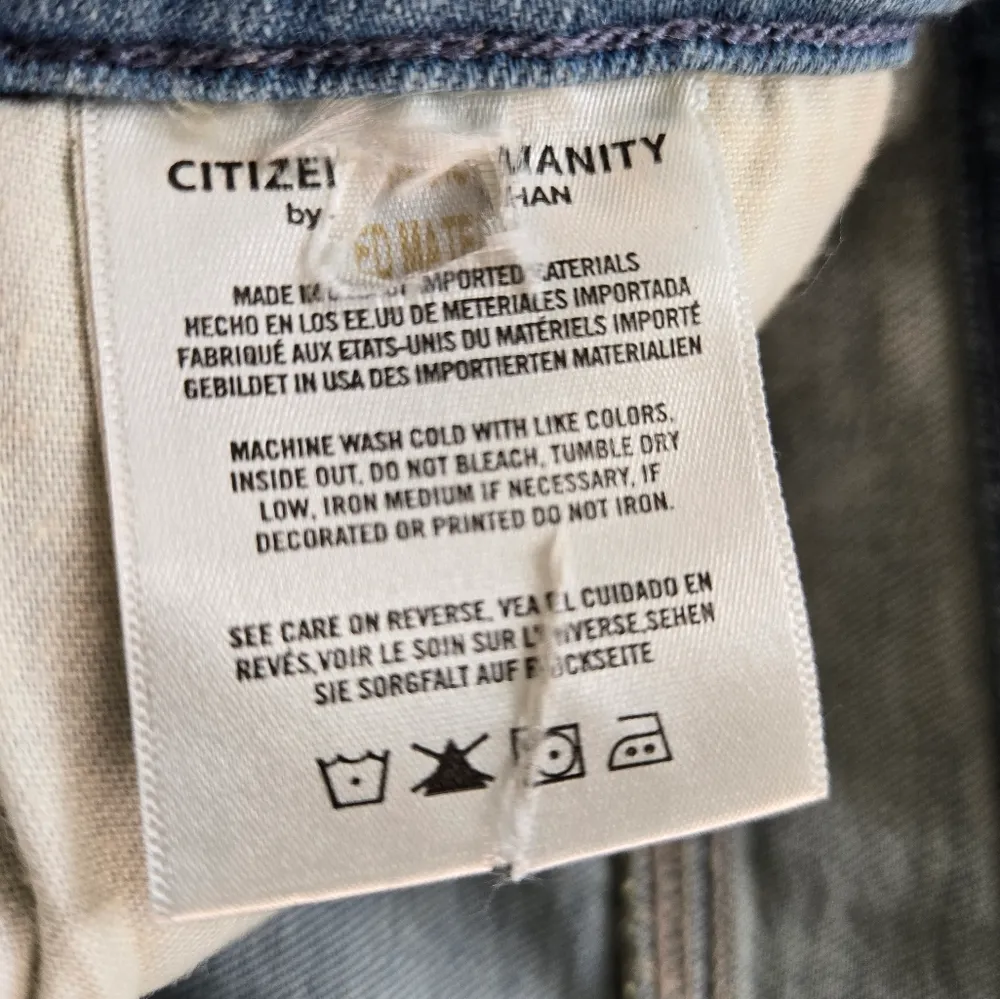 CITIZEN MANITY
by HAN
ED MATE
MADE IMPORTED MATERIALS
HECHO EN LOS EE.UU DE METERIALES IMPORTADA
FABRIQUÉ AUX ETATS-UNIS DU MATÉRIELS IMPORTÉ
GEBILDET IN USA DES IMPORTIERTEN MATERIALIEN
MACHINE WASH COLD WITH LIKE COLORS,
INSIDE OUT, DO NOT BLEACH, TUMBLE DRY
LOW, IRON MEDIUM IF NECESSARY, IF
DECORATED OR PRINTED DO NOT IRON.
SEE CARE ON REVERSE, VEA EL CUIDADO EN
REVÉS, VOIR LE SOIN SUR L'INVERSE, SEHEN
SIE SORGFALT AUF RÜCKSEITE